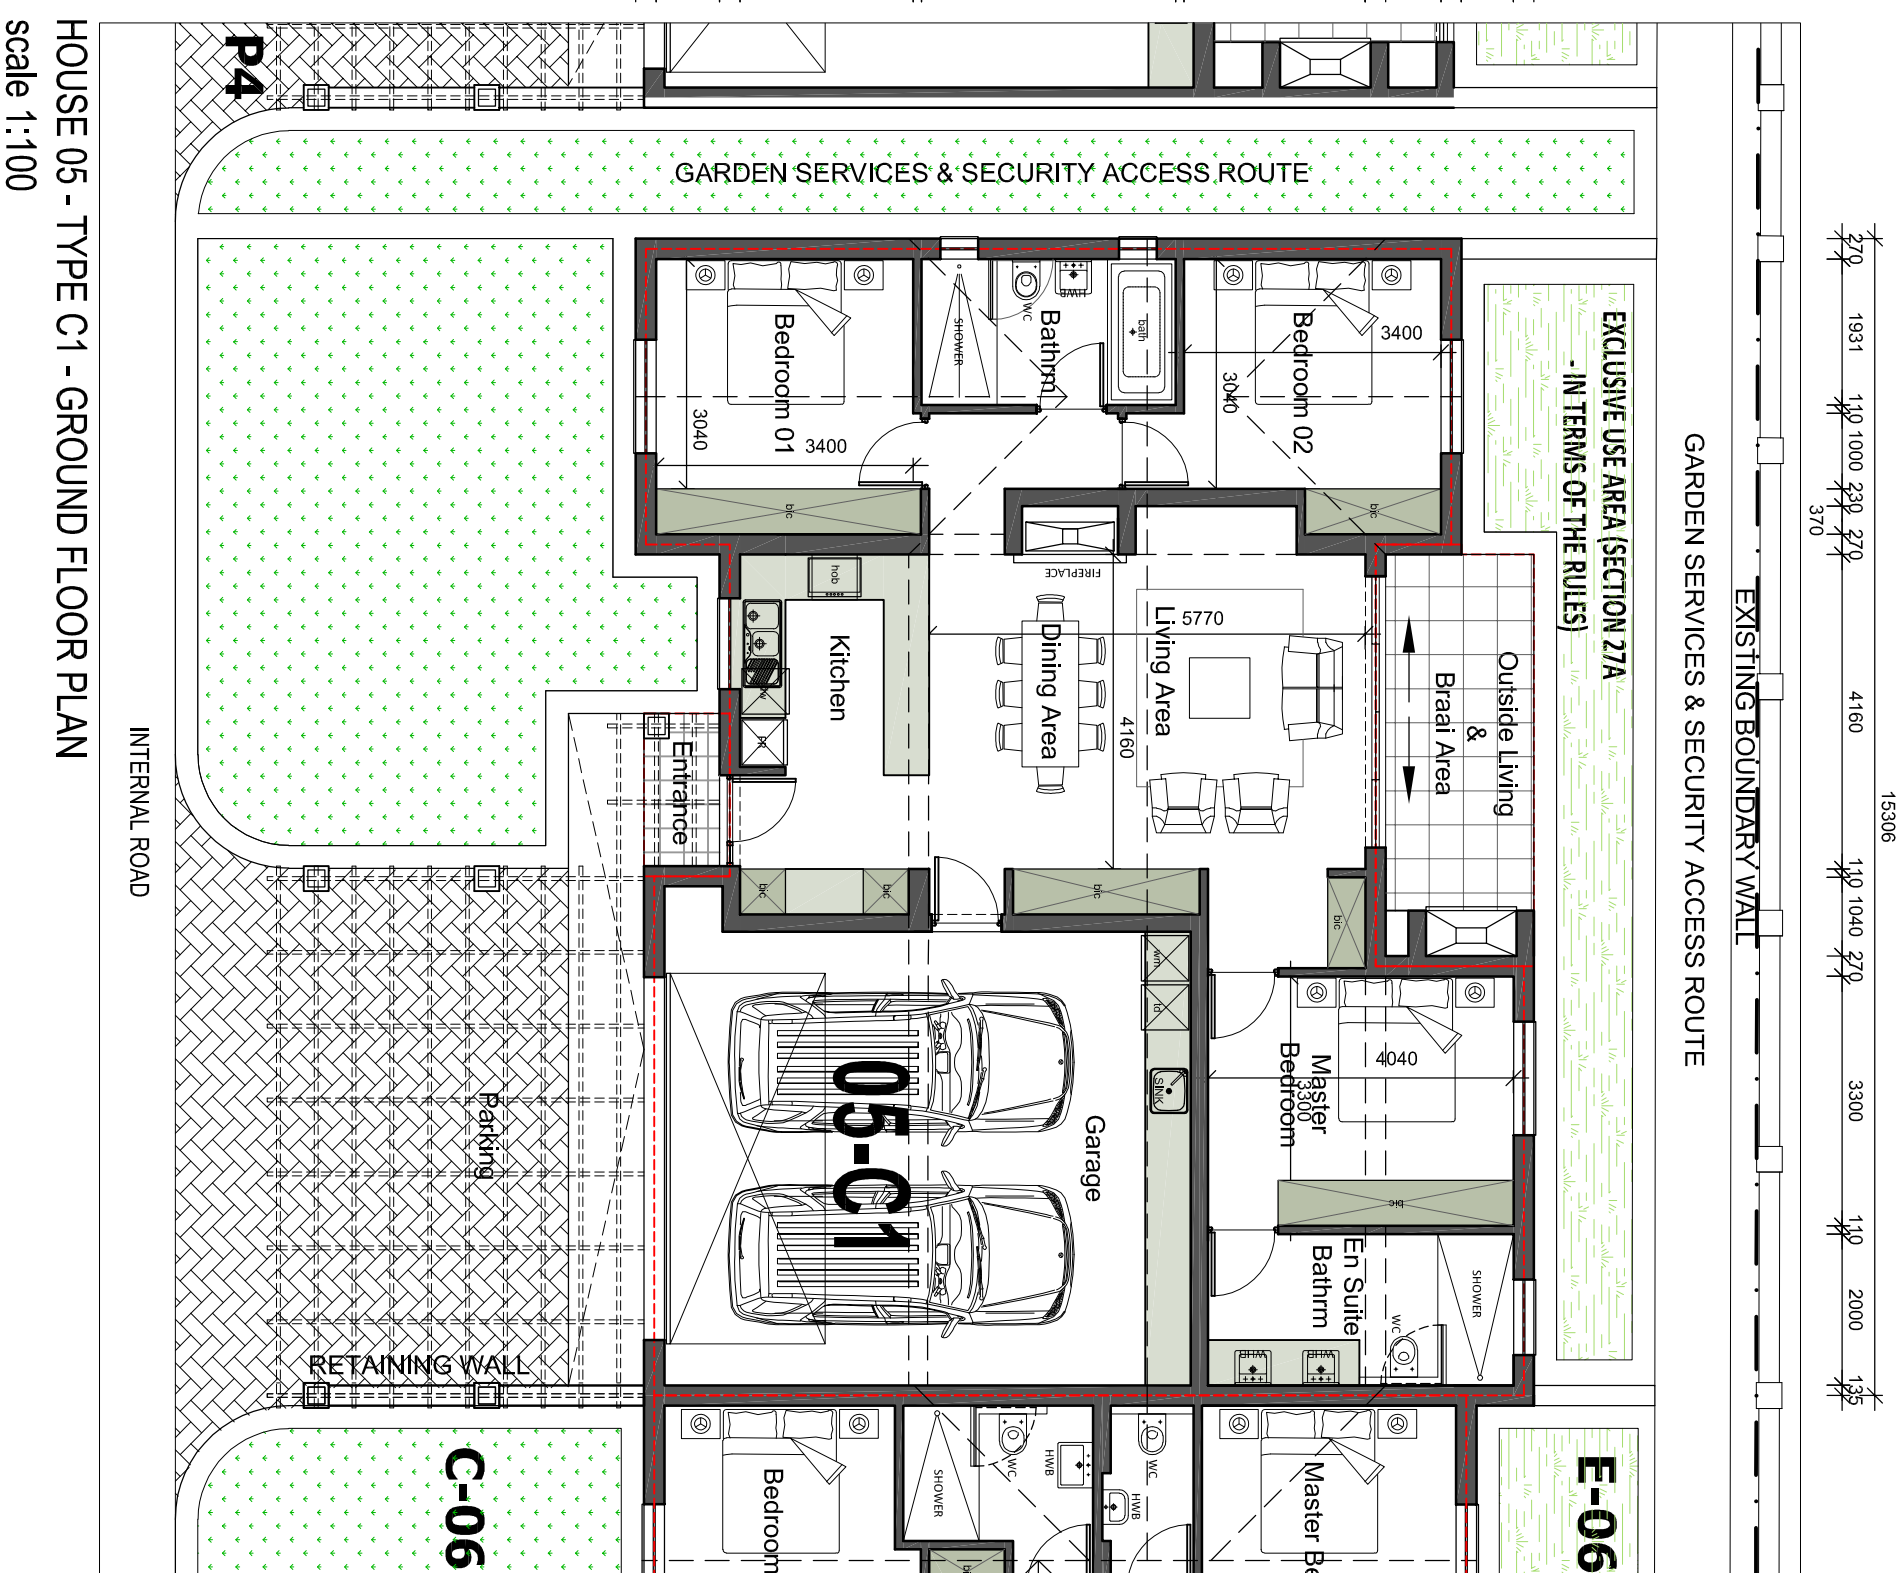 HOUSE 05 - TYPE C1 - GROUND FLOOR PLAN
scale 1:100
P4
GARDEN SERVICES & SECURITY ACCESS ROUTE
INTERNAL ROAD
Bedroom 01
3040
3400
bic
SHOWER
WC
HWB
Bathrm
bath
Bedroom 02
3400
3040
bic
EXCLUSIVE USE AREA (SECTION 27A
- IN TERMS OF THE RULES)
GARDEN SERVICES & SECURITY ACCESS ROUTE
EXISTING BOUNDARY WALL
hob
FIREPLACE
Kitchen
FR
Dining Area
Living Area
5770
4160
Outside Living
&
Braai Area
Entrance
bic
bic
bic
bic
wm
td
SINK
Garage
05-C1
Parking
RETAINING WALL
Master
Bedroom
4040
3300
bic
En Suite
Bathrm
SHOWER
WC
WHB
WHB
C-06
Bedroom
SHOWER
WC
HWB
WC
HWB
Master Be
E-06
270
1931
110
1000
230
370
270
4160
110
1040
270
3300
110
2000
135
15306